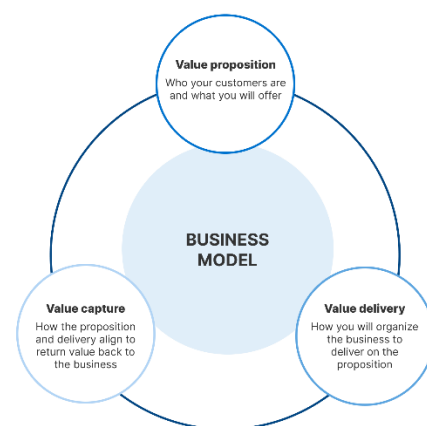 Value proposition
Who your customers are
and what you will offer
BUSINESS
MODEL
Value capture
How the proposition
and delivery align to
return value back to
the business
Value delivery
How you will organize
the business to
deliver on the
proposition